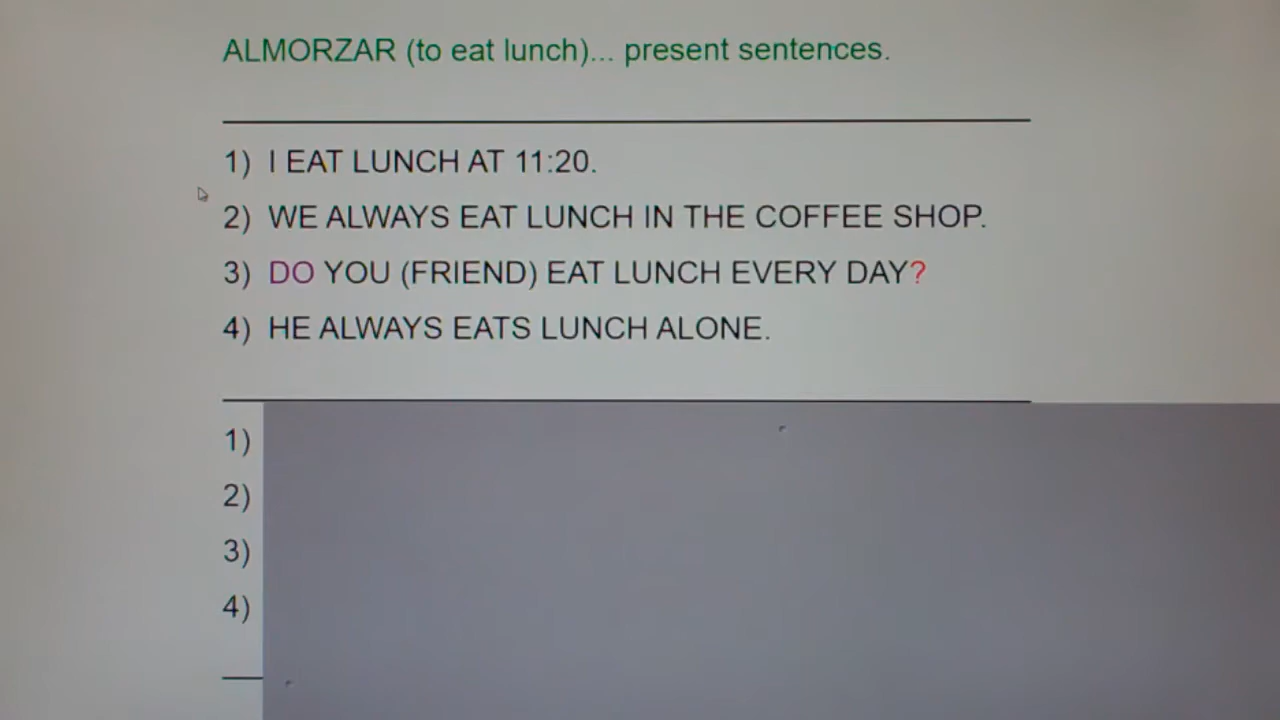 ALMORZAR (to eat lunch)... present sentences.
1) I EAT LUNCH AT 11:20.
2) WE ALWAYS EAT LUNCH IN THE COFFEE SHOP.
3) DO YOU (FRIEND) EAT LUNCH EVERY DAY?
4) HE ALWAYS EATS LUNCH ALONE.
1)
2)
3)
4)